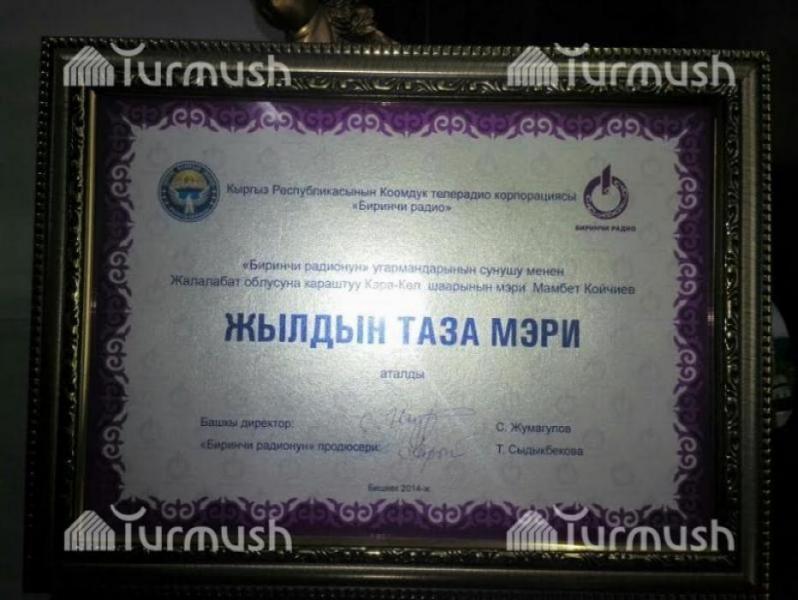 Turmush Turmush
Кыргыз Республикасынын Коомдук телерадио корпорациясы
«Биринчи радио»
БИРИНЧИ РАДИО
«Биринчи радионун» угармандарынын сунушу менен
Жалалабат облусуна караштуу Кара-Көл шаарынын мэри Мамбет Койчиев
ЖЫЛДЫН ТАЗА МЭРИ
аталды
Башкы директор: С. Жумагулов
«Биринчи радионун» продюсери: Т. Сыдыкбекова
Бишкек 2014-ж.
Turmush Turmush